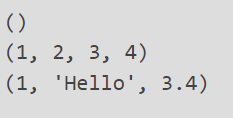 ()
(1, 2, 3, 4)
(1, 'Hello', 3.4)